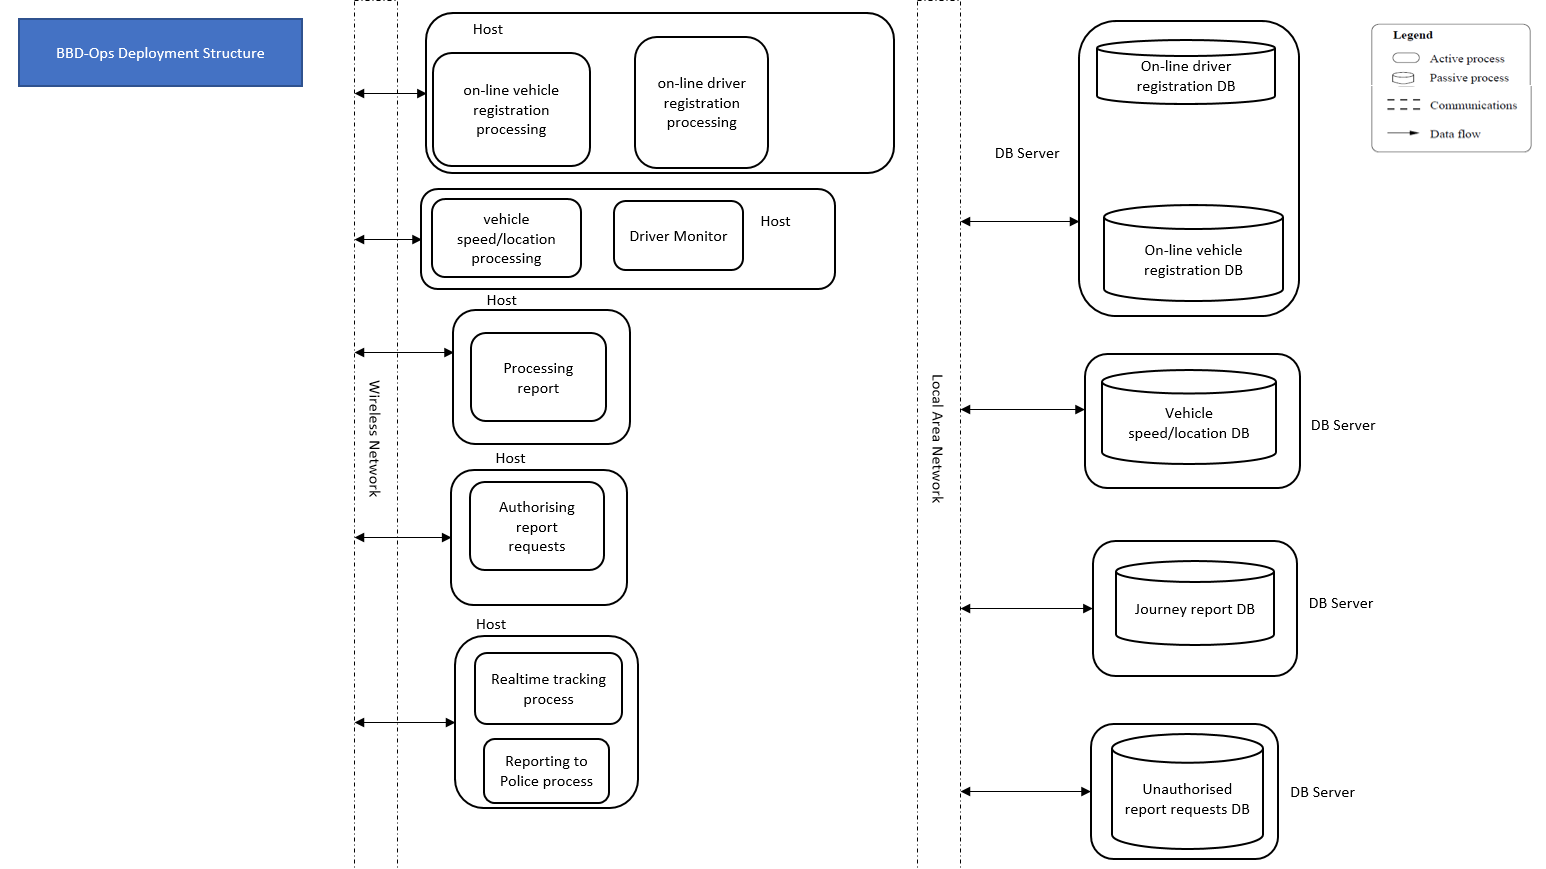 BBD-Ops Deployment Structure
Host
on-line vehicle
registration
processing
on-line driver
registration
processing
vehicle
speed/location
processing
Driver Monitor
Host
Host
Processing
report
Host
Authorising
report
requests
Host
Realtime tracking
process
Reporting to
Police process
Wireless Network
Local Area Network
On-line driver
registration DB
DB Server
On-line vehicle
registration DB
Vehicle
speed/location DB
DB Server
Journey report DB
DB Server
Unauthorised
report requests DB
DB Server
Legend
Active process
Passive process
Communications
Data flow